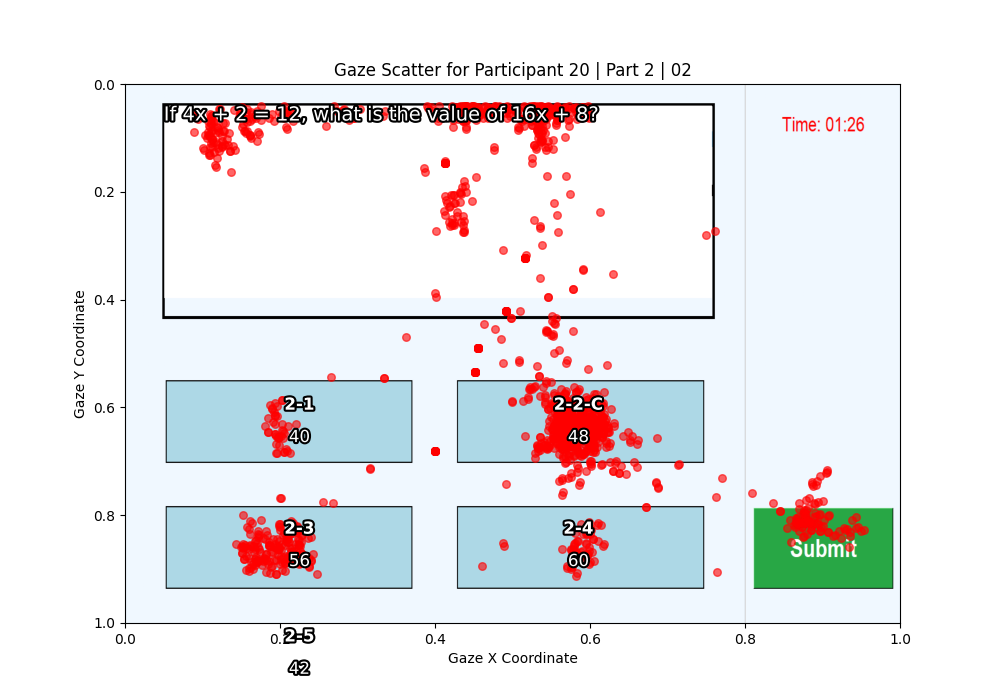 Gaze Scatter for Participant 20 | Part 2 | 02
If 4x + 2 = 12, what is the value of 16x + 8?
Time: 01:26
2-1
40
2-2-C
48
2-3
56
2-4
60
Submit
2-5
42
Gaze X Coordinate
Gaze Y Coordinate
0.0
0.2
0.4
0.6
0.8
1.0
0.0
0.4
0.6
0.8
1.0